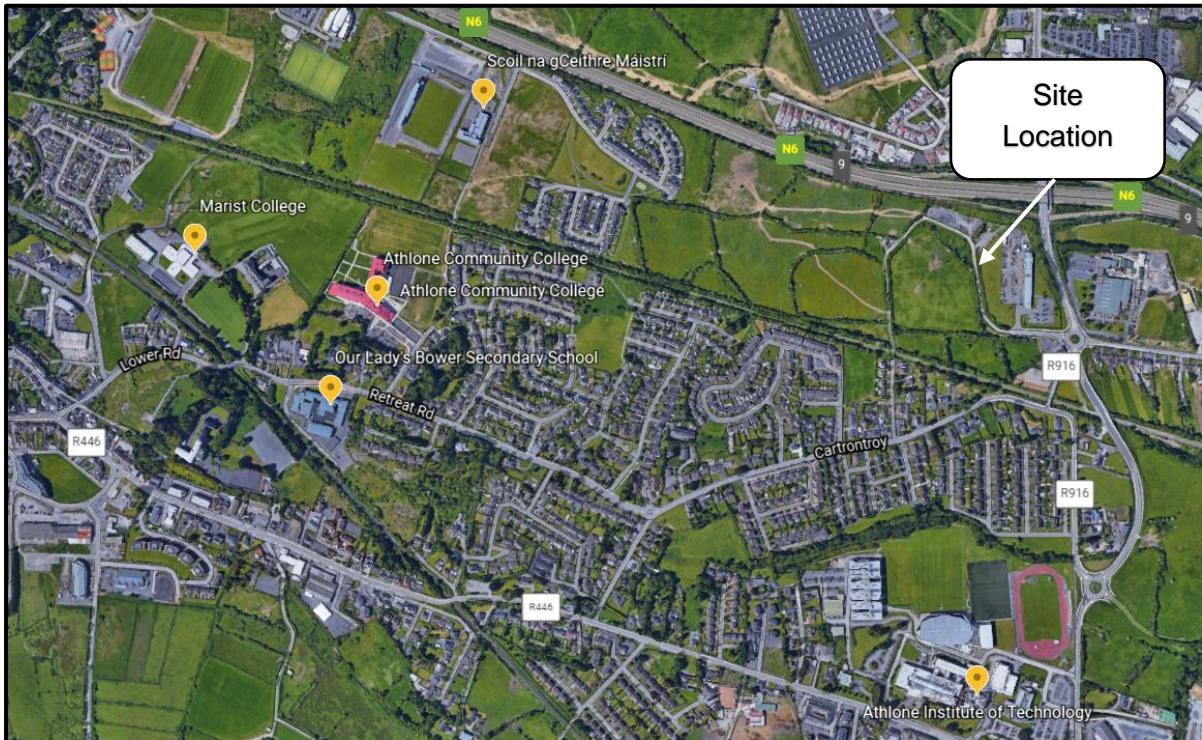 N6
Scoil na gCeithre Máistrí
Site
Location
N6
9
N6
9
Marist College
Athlone Community College
Athlone Community College
Our Lady's Bower Secondary School
Lower Rd
Retreat Rd
R916
R446
Cartrontroy
R916
R446
Athlone Institute of Technology